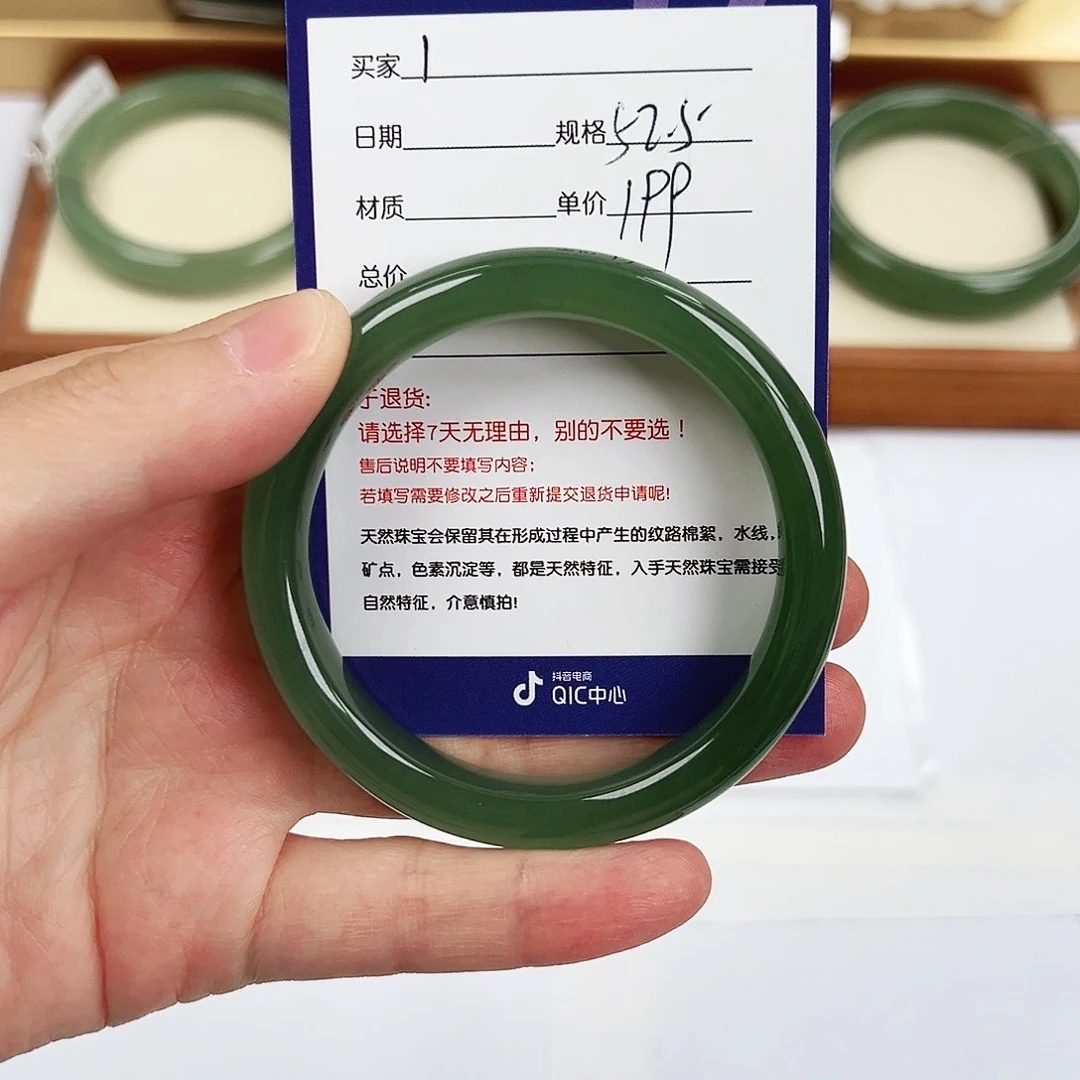 买家 1
日期 规格 57.5
材质 单价 1PP
总价
于退货:
请选择7天无理由，别的不要选！
售后说明不要填写内容；
若填写需要修改之后重新提交退货申请呢!
天然珠宝会保留其在形成过程中产生的纹路棉絮，水线，
矿点，色素沉淀等，都是天然特征，入手天然珠宝需接受
自然特征，介意慎拍!
抖音电商
QIC中心